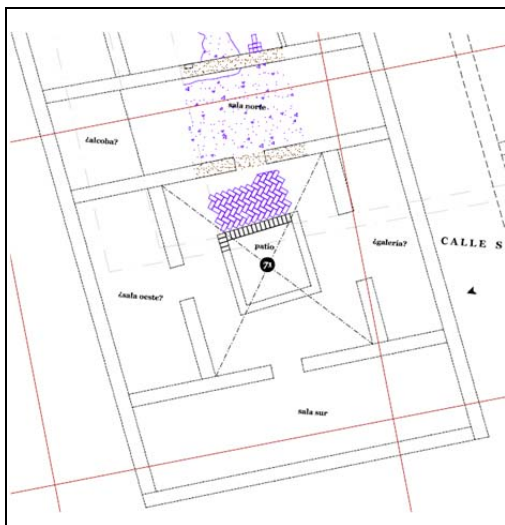 sala norte
¿alcoba?
patio
¿galería?
CALLE S
71
¿sala oeste?
sala sur